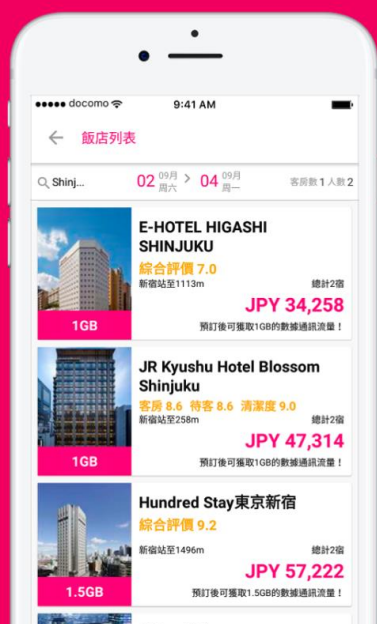 docomo 9:41 AM
飯店列表
Shinj... 02 09月 周六 > 04 09月 周一 客房數 1 人數 2
E-HOTEL HIGASHI
SHINJUKU
綜合評價 7.0
新宿站至1113m 總計2宿
JPY 34,258
1GB 預訂後可獲取1GB的數據通訊流量！
JR Kyushu Hotel Blossom
Shinjuku
客房 8.6 待客 8.6 清潔度 9.0
新宿站至258m 總計2宿
JPY 47,314
1GB 預訂後可獲取1GB的數據通訊流量！
Hundred Stay東京新宿
綜合評價 9.2
新宿站至1496m 總計2宿
JPY 57,222
1.5GB 預訂後可獲取1.5GB的數據通訊流量！